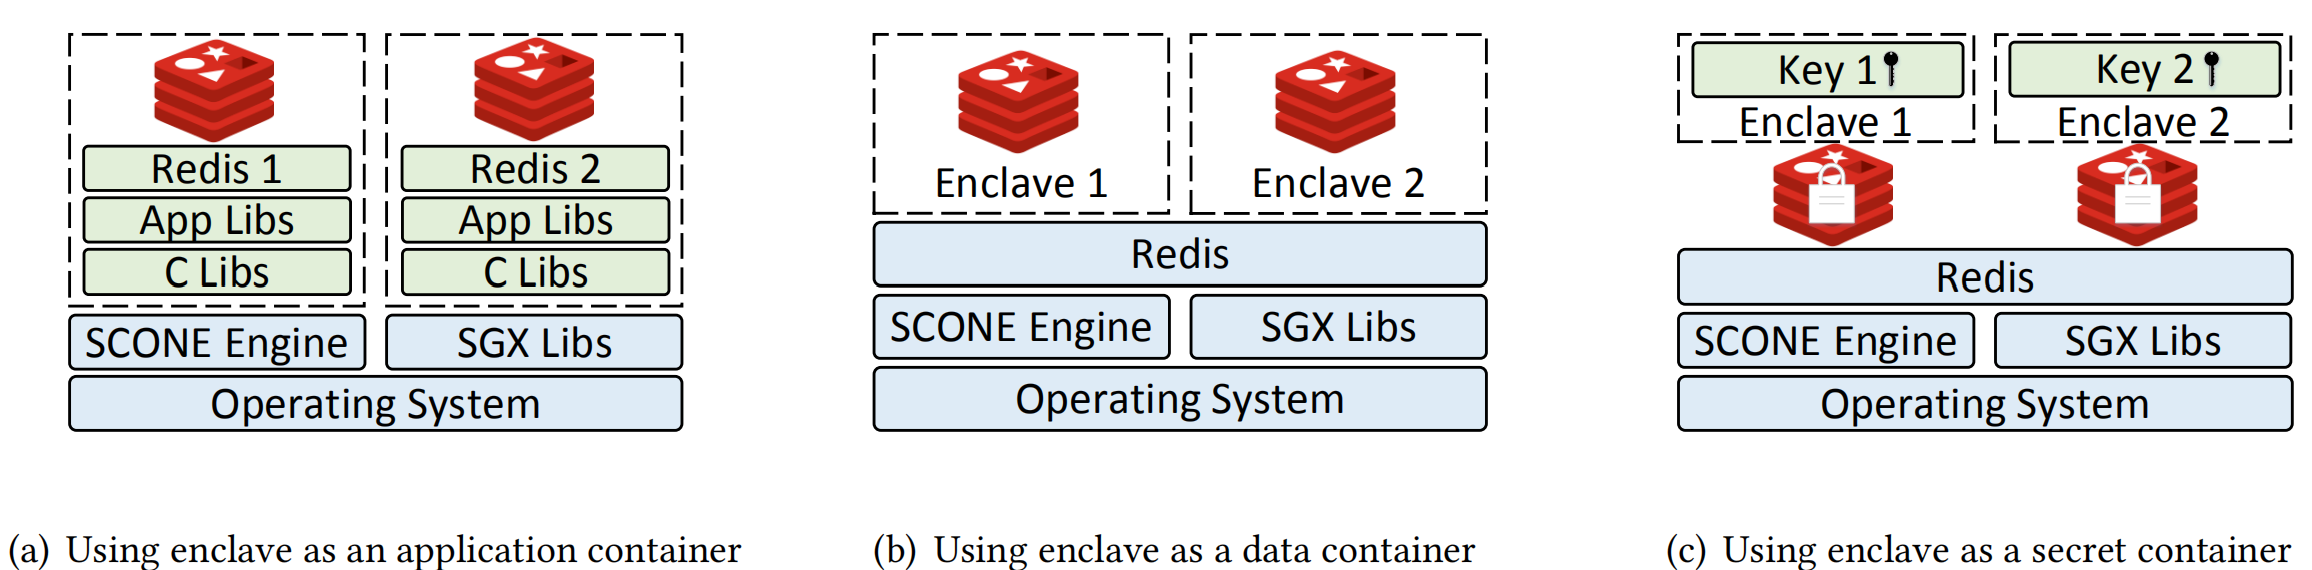 Redis 1
App Libs
C Libs
SCONE Engine
Redis 2
App Libs
C Libs
SGX Libs
Operating System
(a) Using enclave as an application container
Enclave 1
Enclave 2
Redis
SCONE Engine
SGX Libs
Operating System
(b) Using enclave as a data container
Key 1
Enclave 1
Key 2
Enclave 2
Redis
SCONE Engine
SGX Libs
Operating System
(c) Using enclave as a secret container